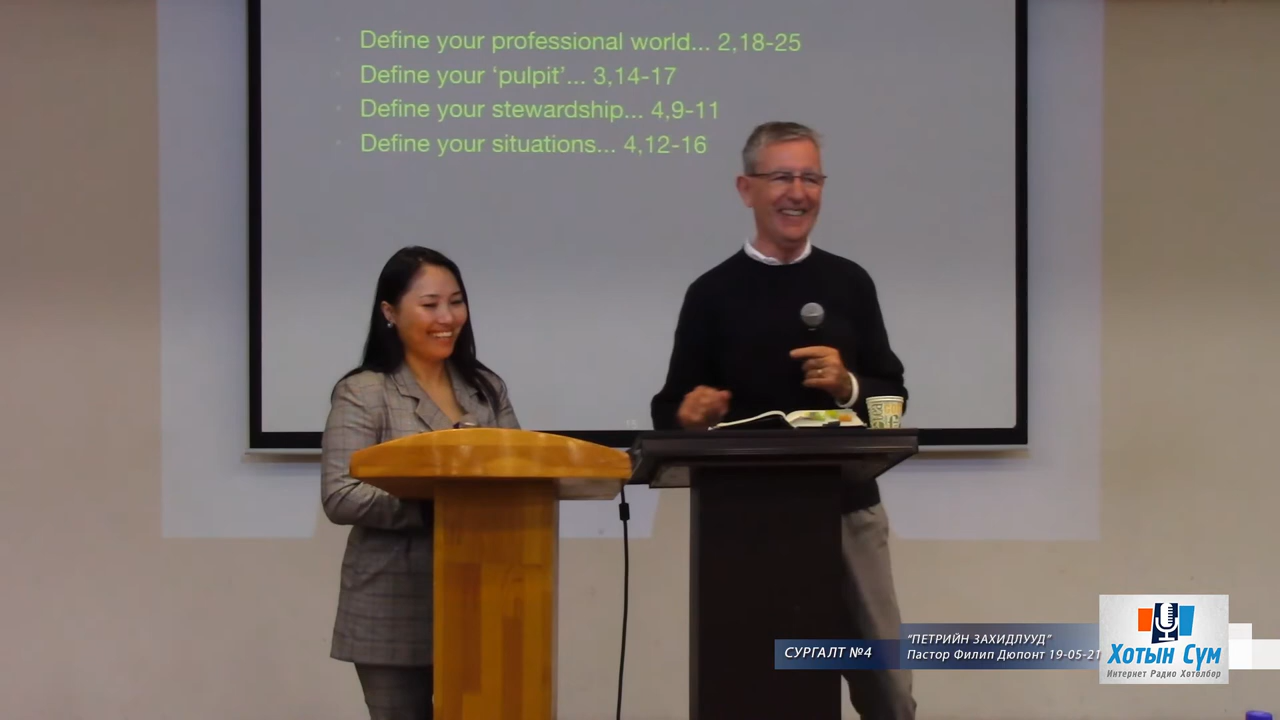 Define your professional world... 2,18-25
Define your ‘pulpit’... 3,14-17
Define your stewardship... 4,9-11
Define your situations... 4,12-16
СУРГАЛТ №4
“ПЕТРИЙН ЗАХИДЛУУД”
Пастор Филип Дюпонт 19-05-21
Хотын Сүм
Интернет Радио Хөтөлбөр